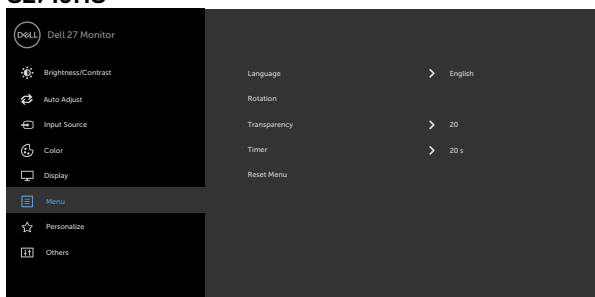 DELL
Dell 27 Monitor
Brightness/Contrast
Auto Adjust
Input Source
Color
Display
Menu
Personalize
Others
Language > English
Rotation
Transparency > 20
Timer > 20 s
Reset Menu